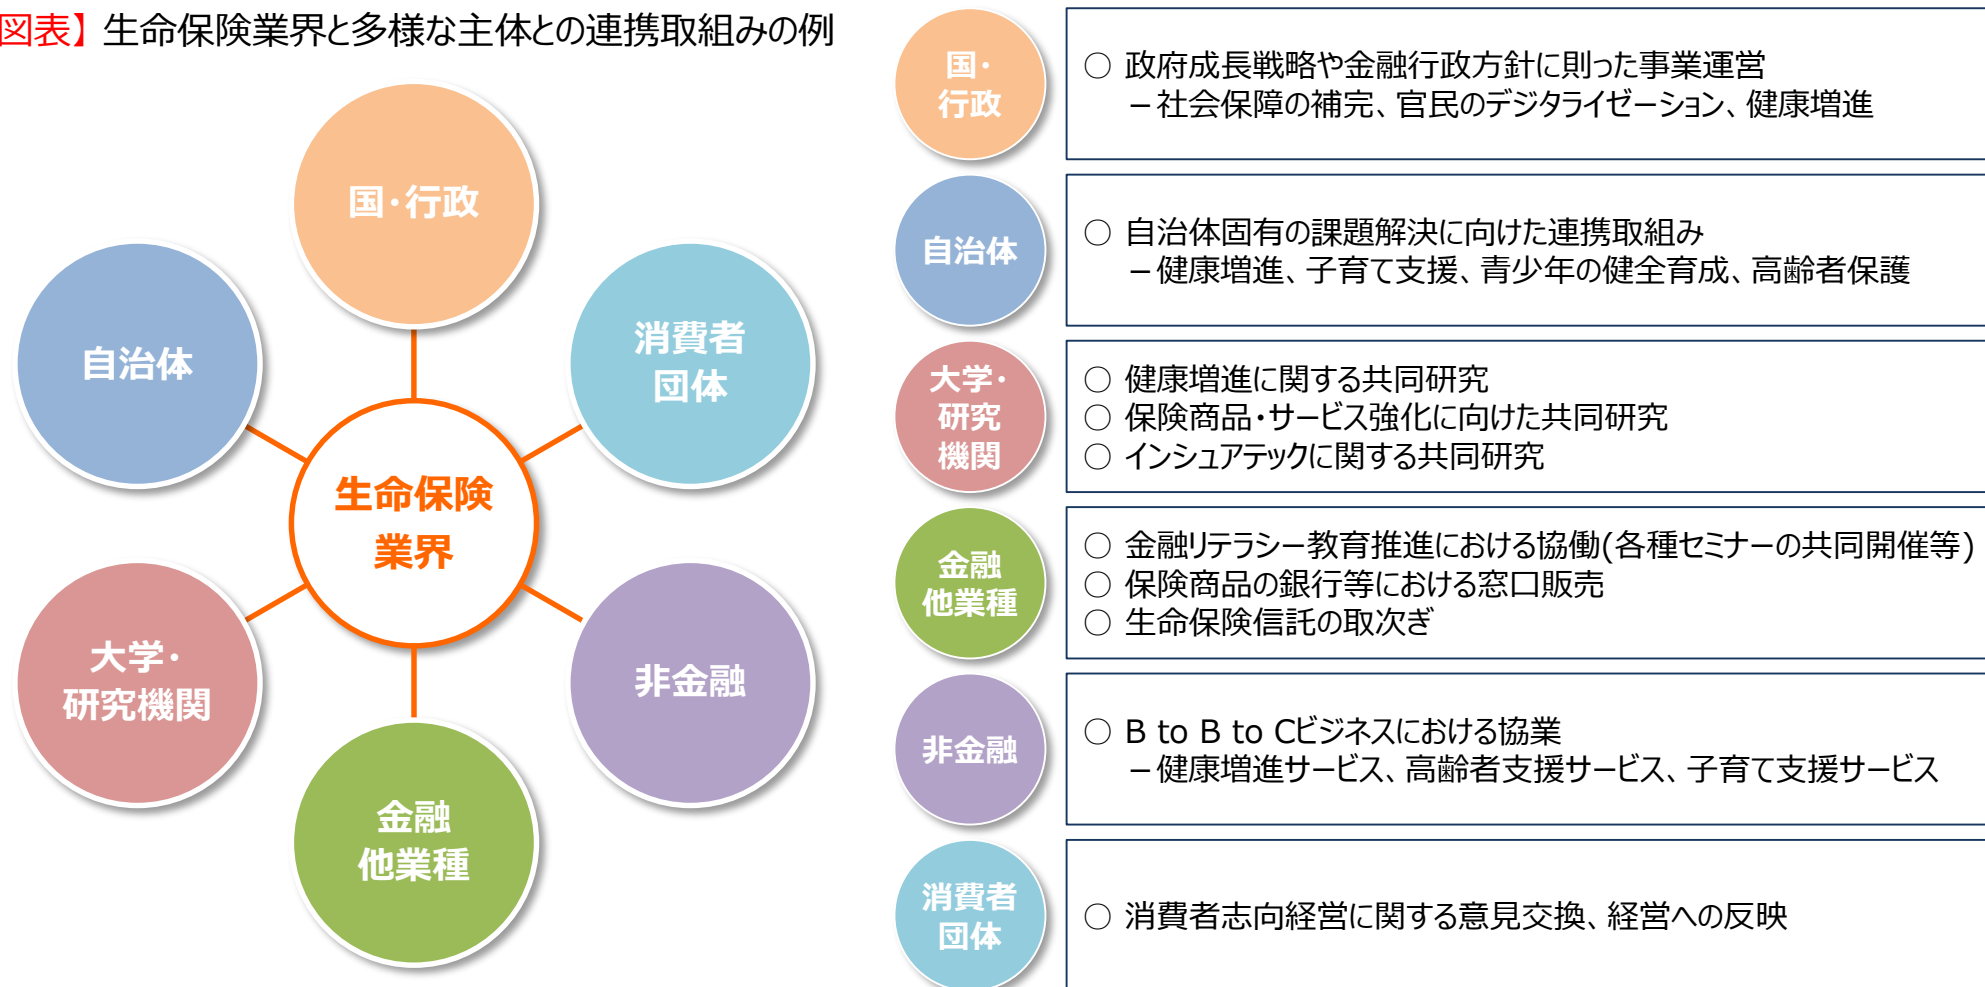 図表】生命保険業界と多様な主体との連携取組みの例
国・行政
自治体
消費者
団体
生命保険
業界
大学・
研究機関
非金融
金融
他業種
国・
行政
○ 政府成長戦略や金融行政方針に則った事業運営
－社会保障の補完、官民のデジタライゼーション、健康増進
自治体
○ 自治体固有の課題解決に向けた連携取組み
－健康増進、子育て支援、青少年の健全育成、高齢者保護
大学・
研究
機関
○ 健康増進に関する共同研究
○ 保険商品・サービス強化に向けた共同研究
○ インシュアテックに関する共同研究
金融
他業種
○ 金融リテラシー教育推進における協働(各種セミナーの共同開催等)
○ 保険商品の銀行等における窓口販売
○ 生命保険信託の取次ぎ
非金融
○ B to B to Cビジネスにおける協業
－健康増進サービス、高齢者支援サービス、子育て支援サービス
消費者
団体
○ 消費者志向経営に関する意見交換、経営への反映